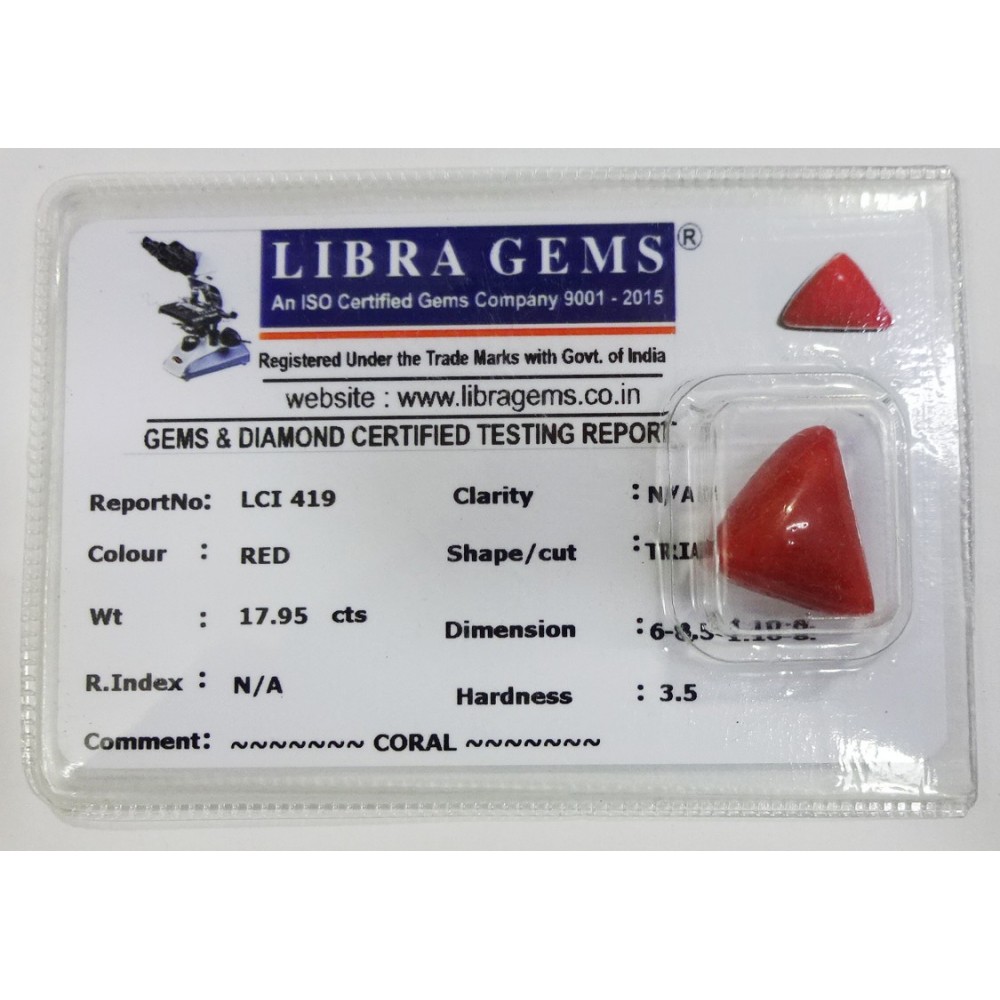 LIBRA GEMS ®
An ISO Certified Gems Company 9001 - 2015
Registered Under the Trade Marks with Govt. of India
website : www.libragems.co.in
GEMS & DIAMOND CERTIFIED TESTING REPORT
ReportNo: LCI 419 Clarity : N/A
Colour : RED Shape/cut :
Wt : 17.95 cts Dimension :
R.Index : N/A Hardness : 3.5
Comment: ~~~~~~~ CORAL ~~~~~~~